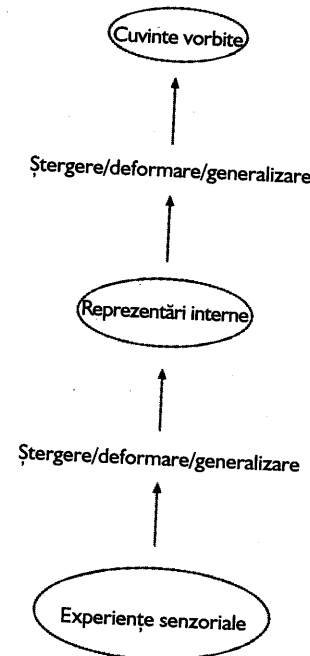 Cuvinte vorbite
Ștergere/deformare/generalizare
Reprezentări interne
Ștergere/deformare/generalizare
Experiențe senzoriale